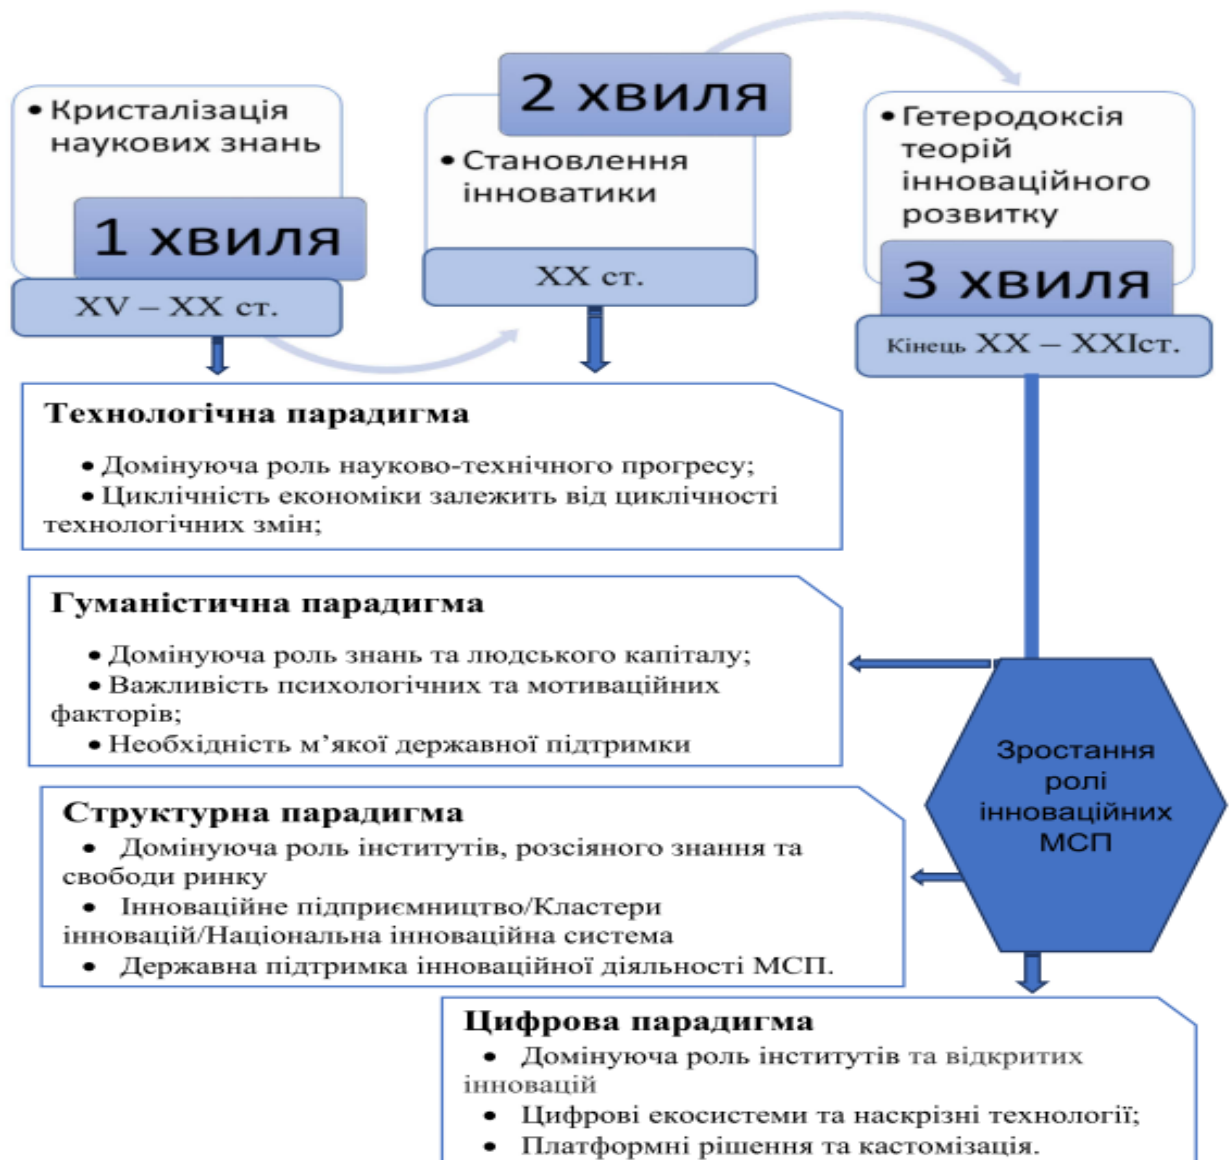 • Кристалізація
наукових знань
1 хвиля
XV – XX ст.
2 хвиля
• Становлення
інноватики
XX ст.
• Гетеродоксія
теорій
інноваційного
розвитку
3 хвиля
Кінець XX – XXIст.
Технологічна парадигма
• Домінуюча роль науково-технічного прогресу;
• Циклічність економіки залежить від циклічності
технологічних змін;
Гуманістична парадигма
• Домінуюча роль знань та людського капіталу;
• Важливість психологічних та мотиваційних
факторів;
• Необхідність м’якої державної підтримки
Зростання
ролі
інноваційних
МСП
Структурна парадигма
• Домінуюча роль інститутів, розсіяного знання та
свободи ринку
• Інноваційне підприємництво/Кластери
інновацій/Національна інноваційна система
• Державна підтримка інноваційної діяльності МСП.
Цифрова парадигма
• Домінуюча роль інститутів та відкритих
інновацій
• Цифрові екосистеми та наскрізні технології;
• Платформні рішення та кастомізація.